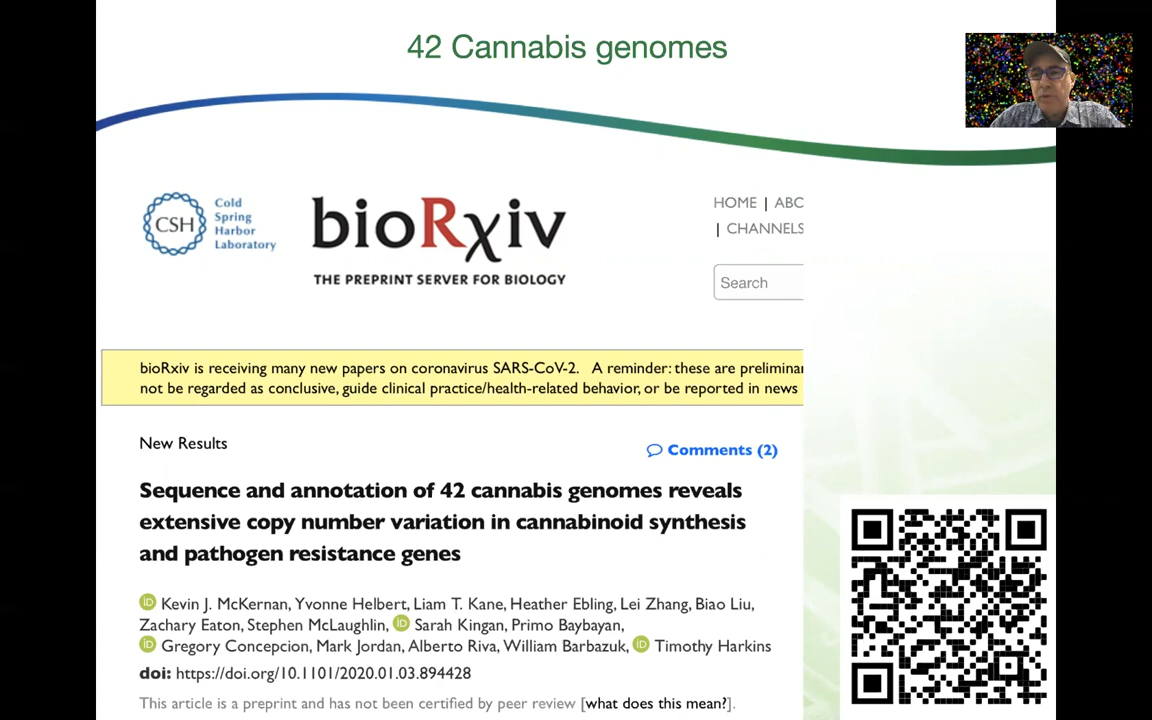 42 Cannabis genomes
CSH
Cold
Spring
Harbor
Laboratory
bioRχiv
THE PREPRINT SERVER FOR BIOLOGY
HOME | ABC
| CHANNELS
Search
bioRxiv is receiving many new papers on coronavirus SARS-CoV-2. A reminder: these are preliminar
not be regarded as conclusive, guide clinical practice/health-related behavior, or be reported in news
New Results
Comments (2)
Sequence and annotation of 42 cannabis genomes reveals
extensive copy number variation in cannabinoid synthesis
and pathogen resistance genes
iD Kevin J. McKernan, Yvonne Helbert, Liam T. Kane, Heather Ebling, Lei Zhang, Biao Liu,
Zachary Eaton, Stephen McLaughlin, iD Sarah Kingan, Primo Baybayan,
iD Gregory Concepcion, Mark Jordan, Alberto Riva, William Barbazuk, iD Timothy Harkins
doi: https://doi.org/10.1101/2020.01.03.894428
This article is a preprint and has not been certified by peer review [what does this mean?].